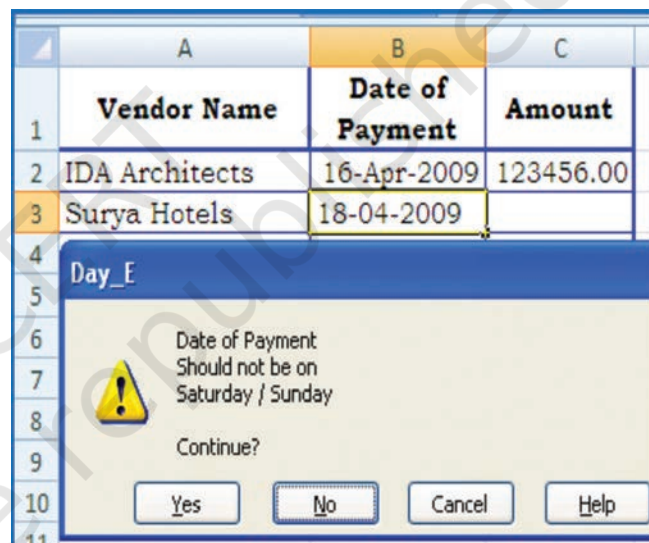 A B C
Vendor Name Date of Payment Amount
1
2 IDA Architects 16-Apr-2009 123456.00
3 Surya Hotels 18-04-2009
4
Day_E
5
6 Date of Payment
Should not be on
7 Saturday / Sunday
8
Continue?
9
10 Yes No Cancel Help
11